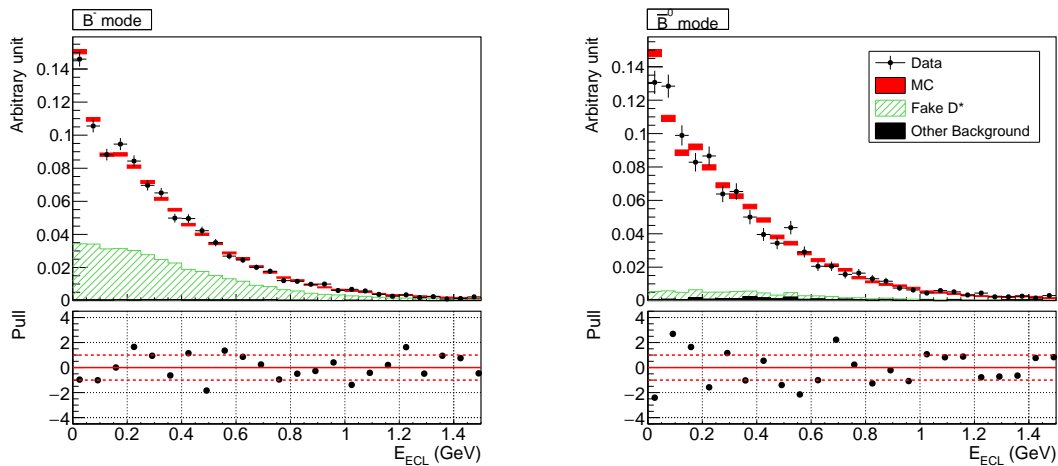 B⁻ mode
Arbitrary unit
0.14
0.12
0.1
0.08
0.06
0.04
0.02
0
Pull
4
2
0
−2
−4
0 0.2 0.4 0.6 0.8 1 1.2 1.4
E_ECL (GeV)
B̅⁰ mode
Arbitrary unit
0.14
0.12
0.1
0.08
0.06
0.04
0.02
0
Data
MC
Fake D*
Other Background
Pull
4
2
0
−2
−4
0 0.2 0.4 0.6 0.8 1 1.2 1.4
E_ECL (GeV)